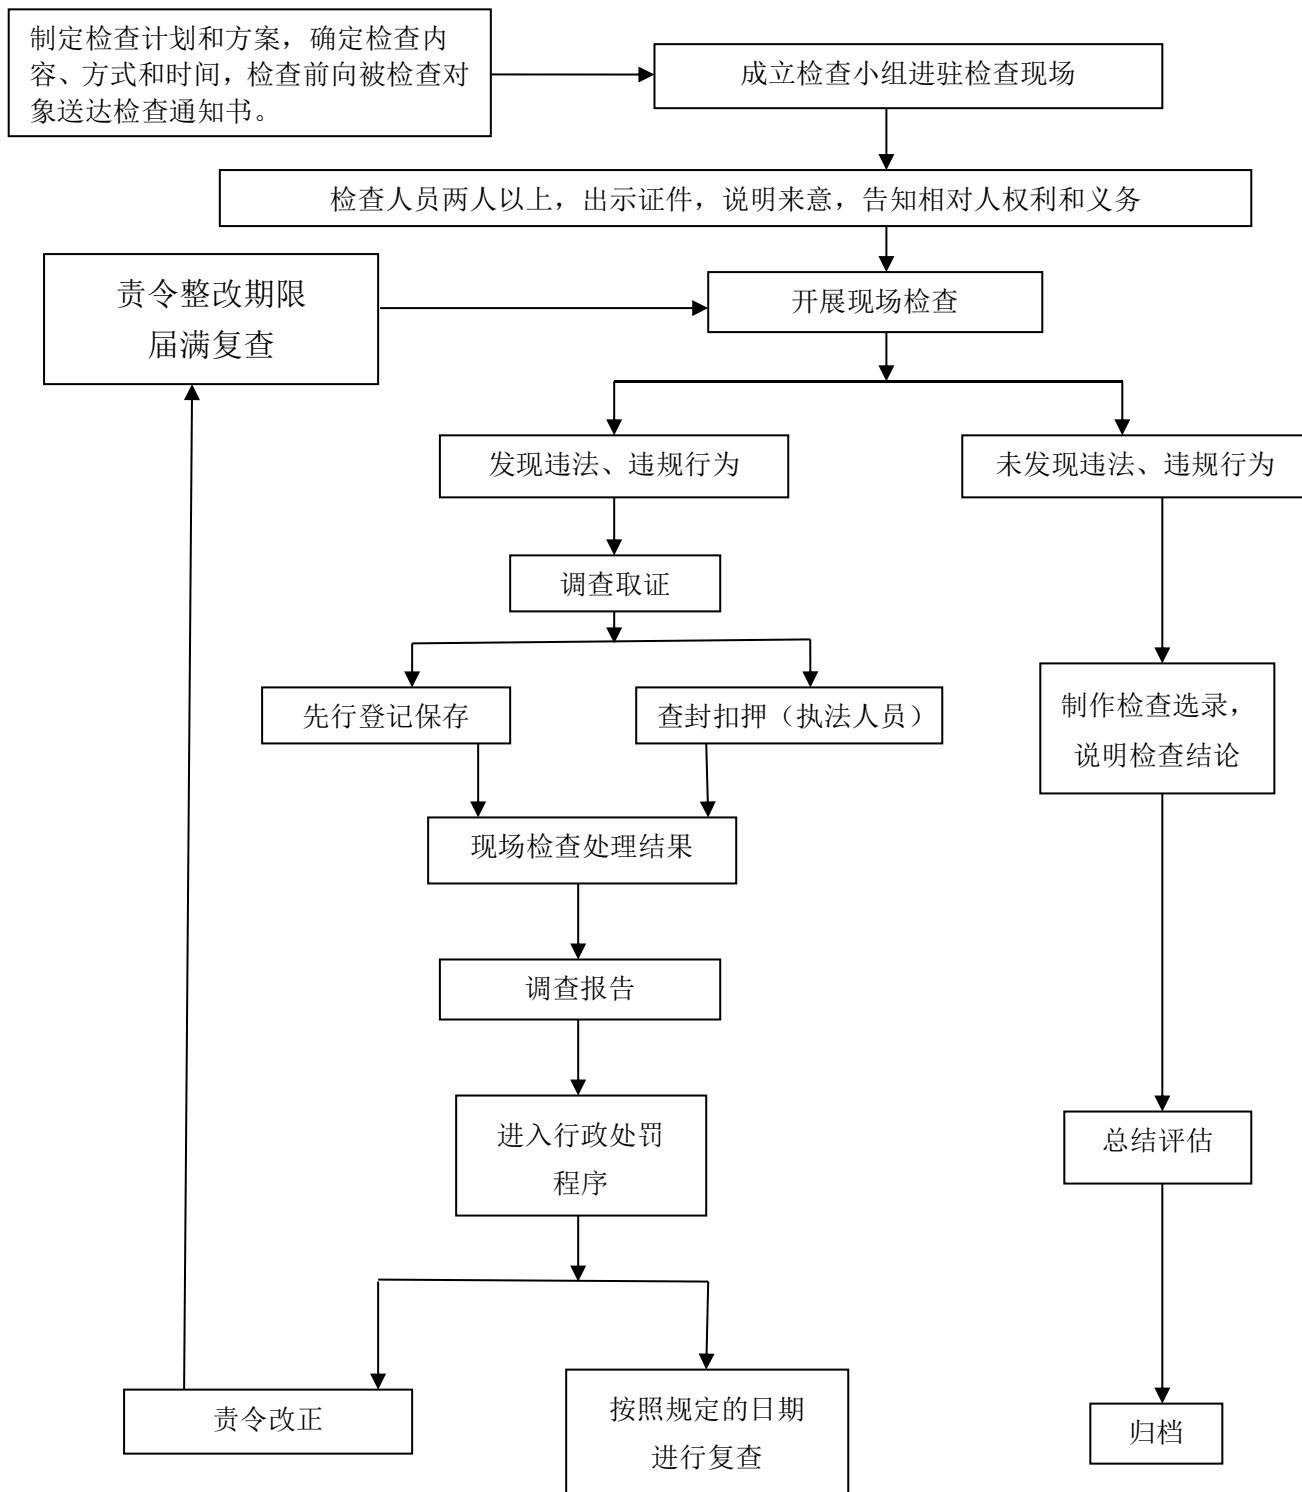 制定检查计划和方案，确定检查内
容、方式和时间，检查前向被检查对
象送达检查通知书。
成立检查小组进驻检查现场
检查人员两人以上，出示证件，说明来意，告知相对人权利和义务
责令整改期限
届满复查
开展现场检查
发现违法、违规行为
未发现违法、违规行为
调查取证
先行登记保存
查封扣押（执法人员）
制作检查选录，
说明检查结论
现场检查处理结果
调查报告
进入行政处罚
程序
总结评估
责令改正
按照规定的日期
进行复查
归档